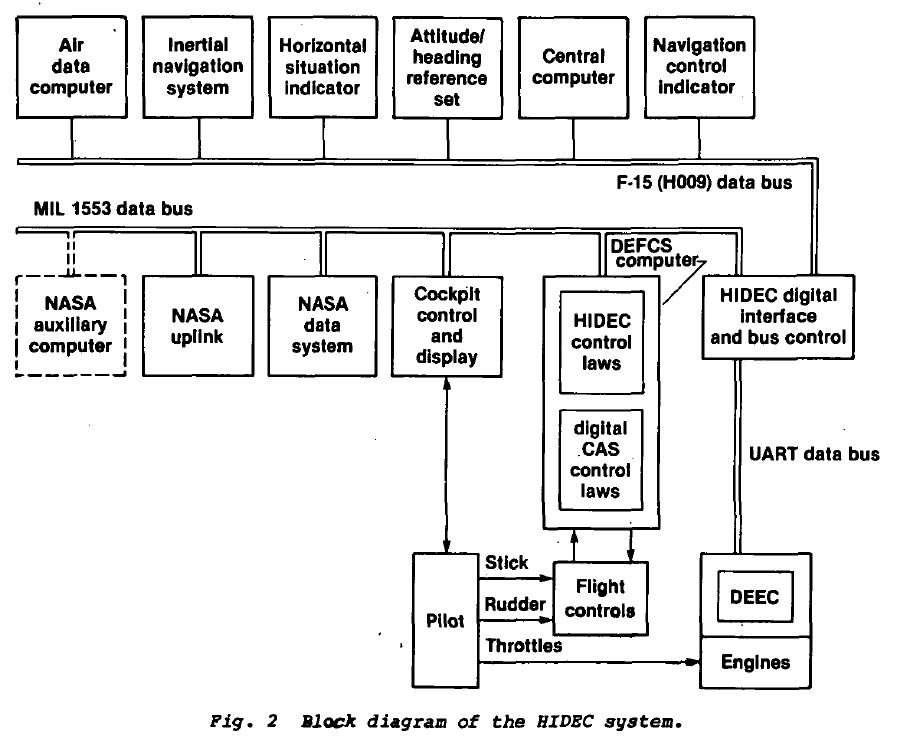 Air
data
computer
Inertial
navigation
system
Horizontal
situation
indicator
Attitude/
heading
reference
set
Central
computer
Navigation
control
indicator
F-15 (H009) data bus
MIL 1553 data bus
NASA
auxiliary
computer
NASA
uplink
NASA
data
system
Cockpit
control
and
display
DEFCS
computer
HIDEC
control
laws
digital
CAS
control
laws
HIDEC digital
interface
and bus control
UART data bus
Pilot
Stick
Rudder
Throttles
Flight
controls
DEEC
Engines
Fig. 2 Block diagram of the HIDEC system.